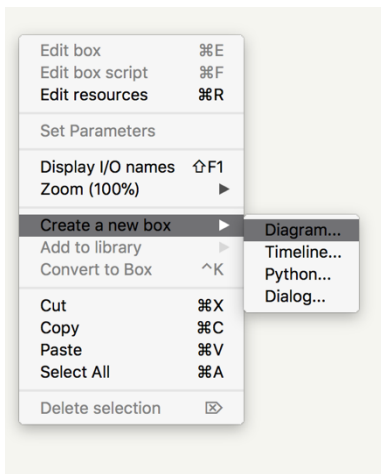 Edit box ⌘E
Edit box script ⌘F
Edit resources ⌘R
Set Parameters
Display I/O names ⇧F1
Zoom (100%) ▶
Create a new box ▶
Add to library ▶
Convert to Box ^K
Cut ⌘X
Copy ⌘C
Paste ⌘V
Select All ⌘A
Delete selection ⌦
Diagram...
Timeline...
Python...
Dialog...